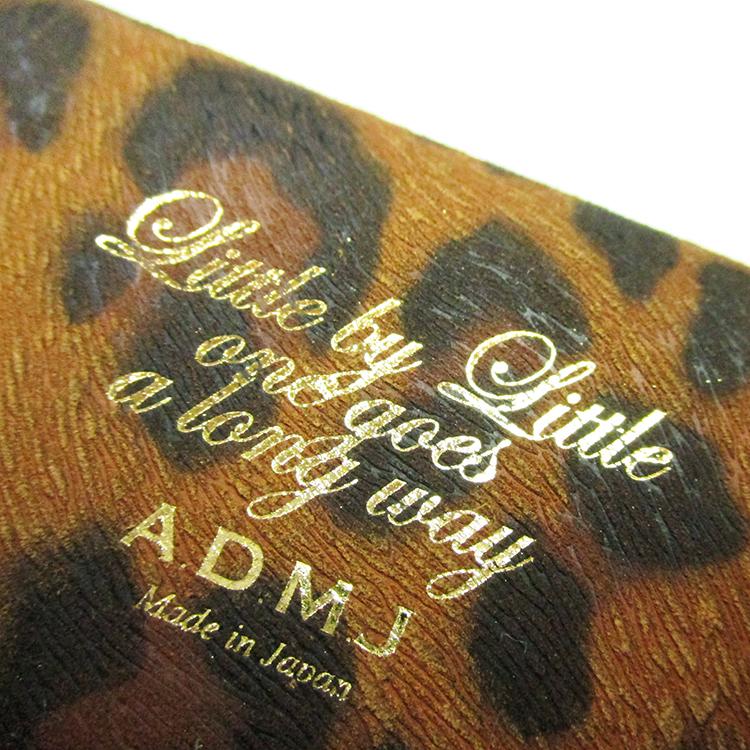 Little by Little
one goes
a long way
A.D.M.J
Made in Japan